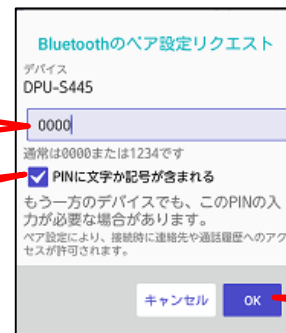 Bluetoothのペア設定リクエスト
デバイス
DPU-S445
0000
通常は0000または1234です
PINに文字か記号が含まれる
もう一方のデバイスでも、このPINの入
力が必要な場合があります。
ペア設定により、接続時に連絡先や通話履歴へのアク
セスが許可されます。
キャンセル
OK